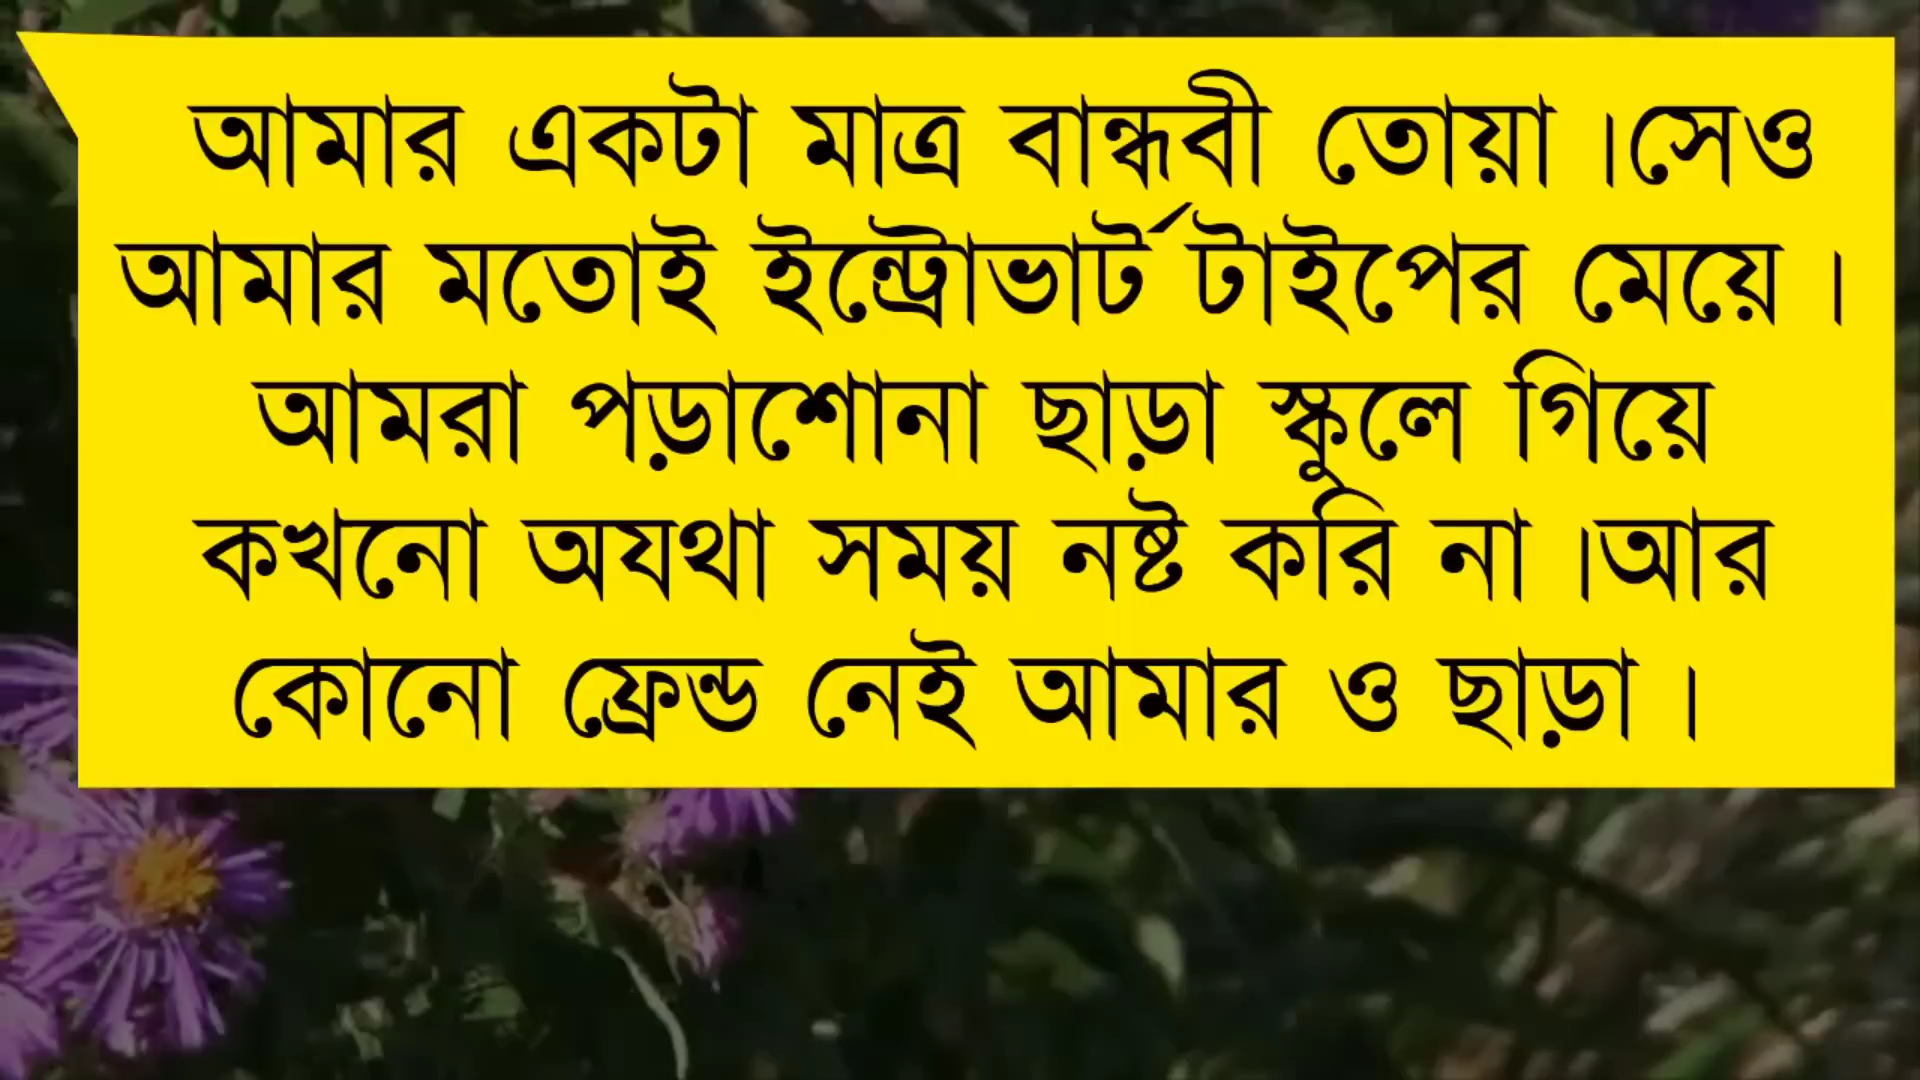 আমার একটা মাত্র বান্ধবী তোয়া ।সেও
আমার মতোই ইন্ট্রোভার্ট টাইপের মেয়ে ।
আমরা পড়াশোনা ছাড়া স্কুলে গিয়ে
কখনো অযথা সময় নষ্ট করি না ।আর
কোনো ফ্রেন্ড নেই আমার ও ছাড়া ।